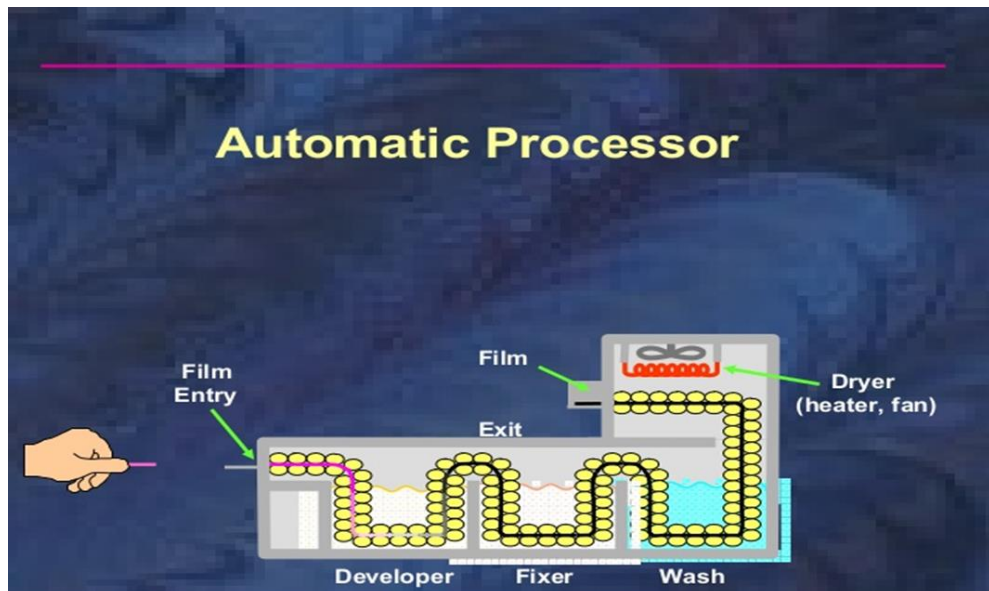 Automatic Processor
Film
Entry
Film
Exit
Dryer
(heater, fan)
Developer
Fixer
Wash